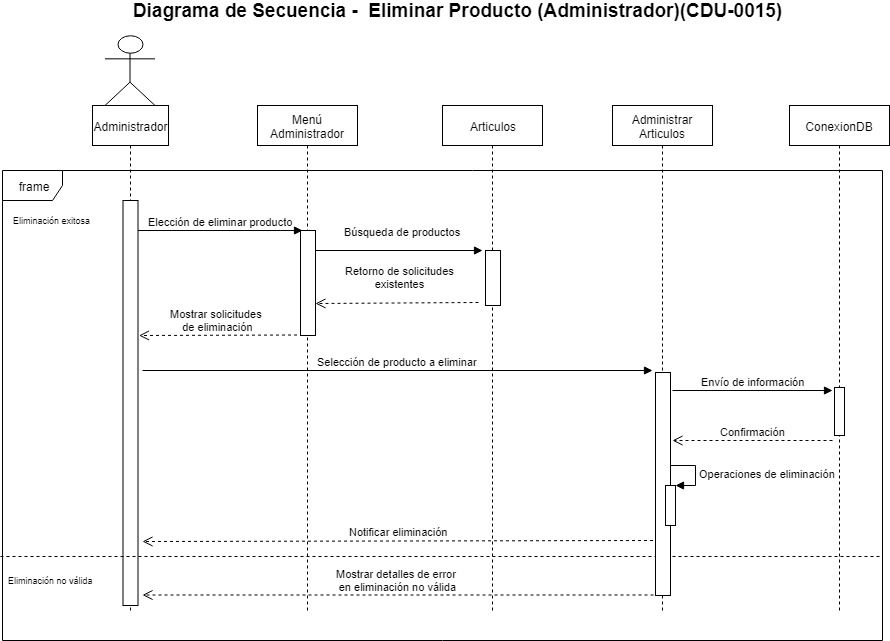 Diagrama de Secuencia - Eliminar Producto (Administrador)(CDU-0015)
Administrador
Menú
Administrador
Articulos
Administrar
Articulos
ConexionDB
frame
Eliminación exitosa
Elección de eliminar producto
Búsqueda de productos
Retorno de solicitudes
existentes
Mostrar solicitudes
de eliminación
Selección de producto a eliminar
Envío de información
Confirmación
Operaciones de eliminación
Notificar eliminación
Eliminación no válida
Mostrar detalles de error
en eliminación no válida